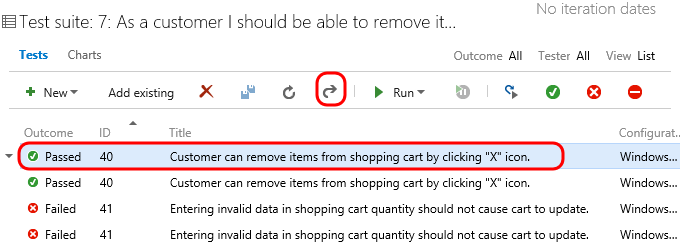 No iteration dates
Test suite: 7: As a customer I should be able to remove it...
Tests Charts Outcome All Tester All View List
New Add existing Run
Outcome ID Title Configurat...
Passed 40 Customer can remove items from shopping cart by clicking "X" icon. Windows...
Passed 40 Customer can remove items from shopping cart by clicking "X" icon. Windows...
Failed 41 Entering invalid data in shopping cart quantity should not cause cart to update. Windows...
Failed 41 Entering invalid data in shopping cart quantity should not cause cart to update. Windows...